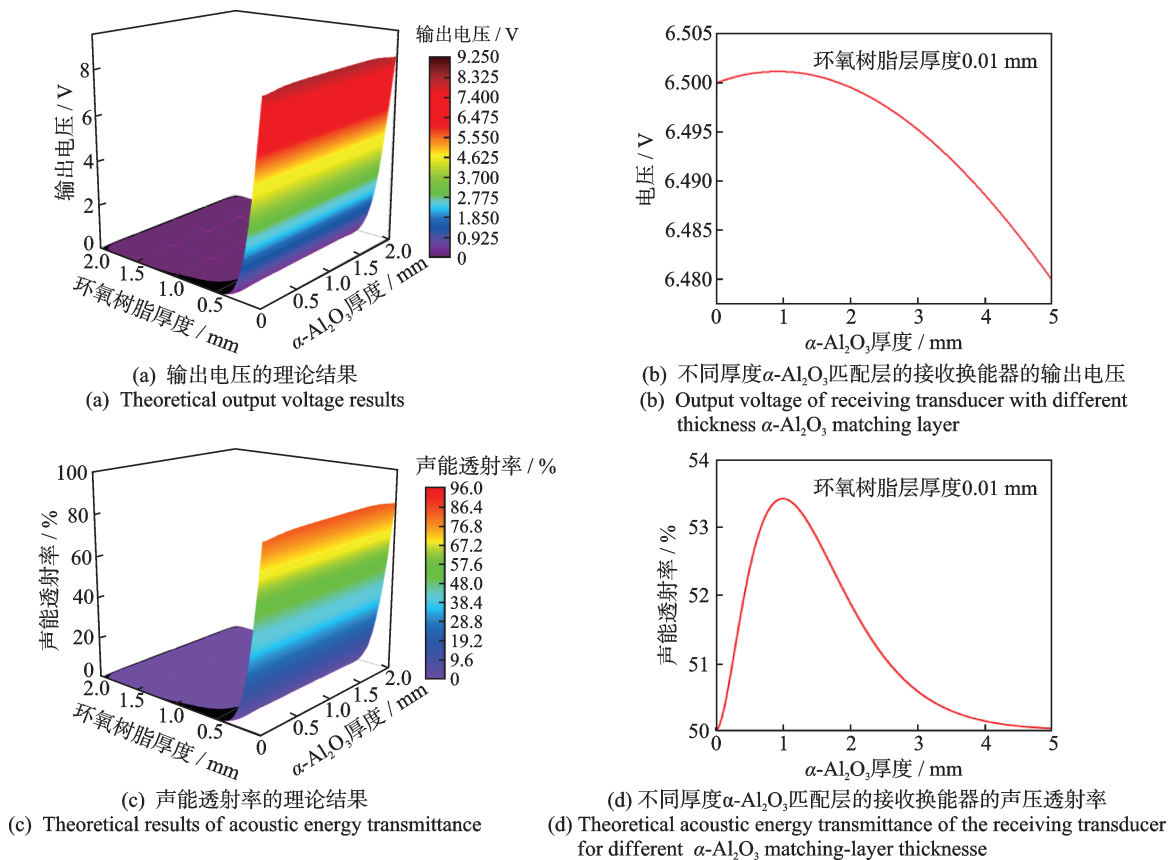 输出电压 / V
9.250
8.325
7.400
6.475
5.550
4.625
3.700
2.775
1.850
0.925
0
输出电压 / V
8
6
4
2
0
2.0
1.5
1.0
0.5
0
环氧树脂厚度 / mm
0.5
1.0
1.5
2.0
α-Al₂O₃厚度 / mm
(a) 输出电压的理论结果
(a) Theoretical output voltage results
6.505
6.500
6.495
6.490
6.485
6.480
电压 / V
环氧树脂层厚度0.01 mm
0 1 2 3 4 5
α-Al₂O₃厚度 / mm
(b) 不同厚度α-Al₂O₃匹配层的接收换能器的输出电压
(b) Output voltage of receiving transducer with different
thickness α-Al₂O₃ matching layer
声能透射率 / %
96.0
86.4
76.8
67.2
57.6
48.0
38.4
28.8
19.2
9.6
0
声能透射率 / %
100
80
60
40
20
0
2.0
1.5
1.0
0.5
0
环氧树脂厚度 / mm
0.5
1.0
1.5
2.0
α-Al₂O₃厚度 / mm
(c) 声能透射率的理论结果
(c) Theoretical results of acoustic energy transmittance
54
53
52
51
50
声能透射率 / %
环氧树脂层厚度0.01 mm
0 1 2 3 4 5
α-Al₂O₃厚度 / mm
(d) 不同厚度α-Al₂O₃匹配层的接收换能器的声压透射率
(d) Theoretical acoustic energy transmittance of the receiving transducer
for different α-Al₂O₃ matching-layer thicknesse